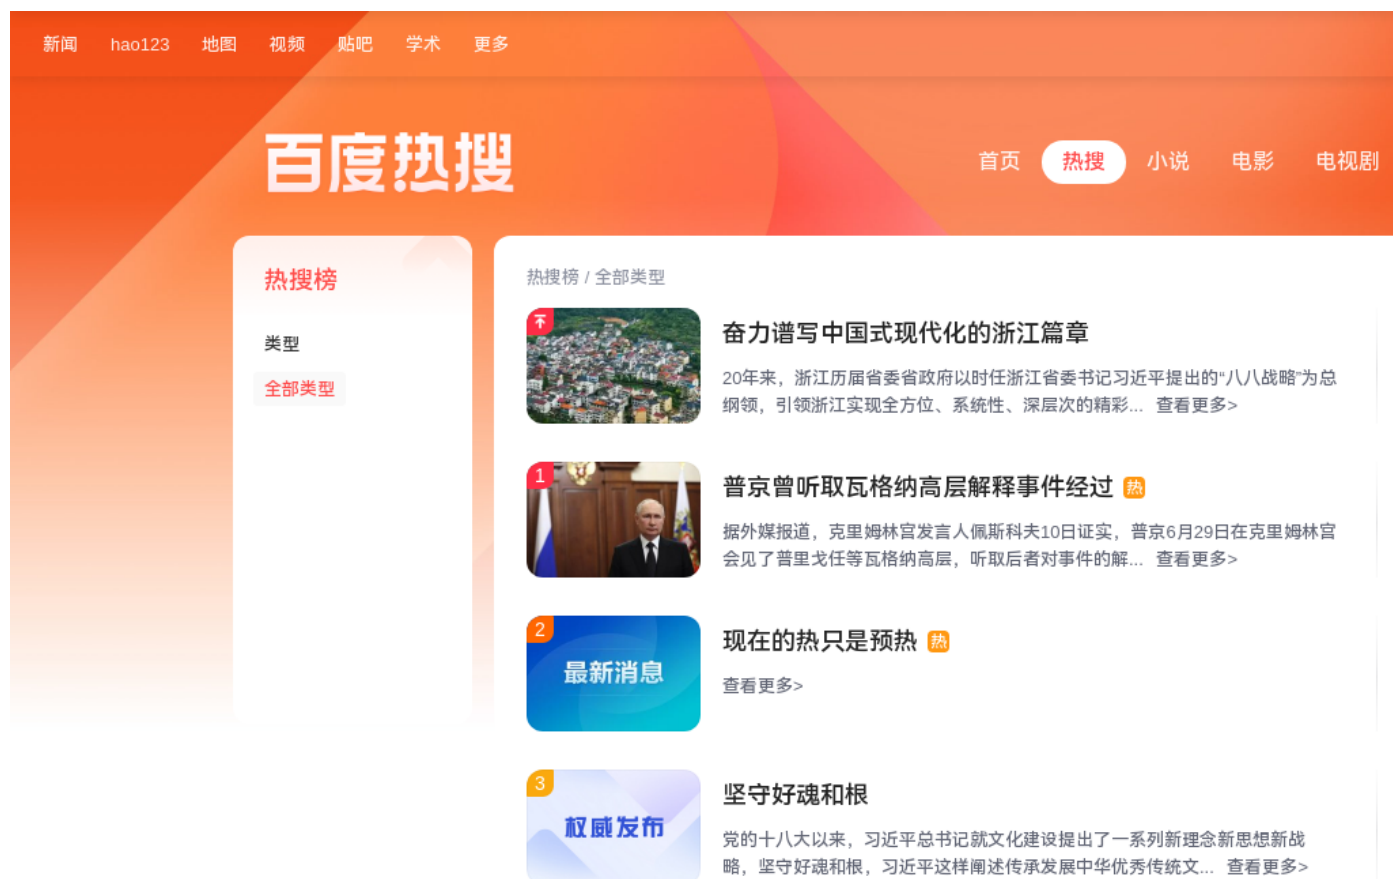 新闻 hao123 地图 视频 贴吧 学术 更多
百度热搜
首页 热搜 小说 电影 电视剧
热搜榜
类型
全部类型
热搜榜 / 全部类型
奋力谱写中国式现代化的浙江篇章
20年来，浙江历届省委省政府以时任浙江省委书记习近平提出的“八八战略”为总
纲领，引领浙江实现全方位、系统性、深层次的精彩... 查看更多>
1
普京曾听取瓦格纳高层解释事件经过 热
据外媒报道，克里姆林宫发言人佩斯科夫10日证实，普京6月29日在克里姆林宫
会见了普里戈任等瓦格纳高层，听取后者对事件的解... 查看更多>
2
最新消息
现在的热只是预热 热
查看更多>
3
权威发布
坚守好魂和根
党的十八大以来，习近平总书记就文化建设提出了一系列新理念新思想新战
略，坚守好魂和根，习近平这样阐述传承发展中华优秀传统文... 查看更多>